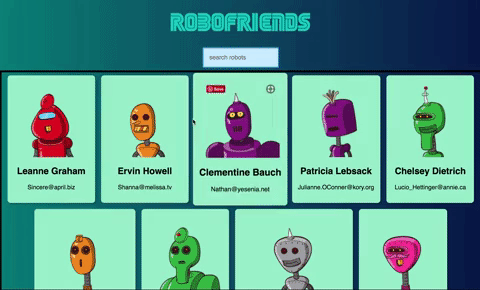 ROBOFRIENDS
search robots
Save
Leanne Graham
Ervin Howell
Clementine Bauch
Patricia Lebsack
Chelsey Dietrich
Sincere@april.biz
Shanna@melissa.tv
Nathan@yesenia.net
Julianne.OConner@kory.org
Lucio_Hettinger@annie.ca